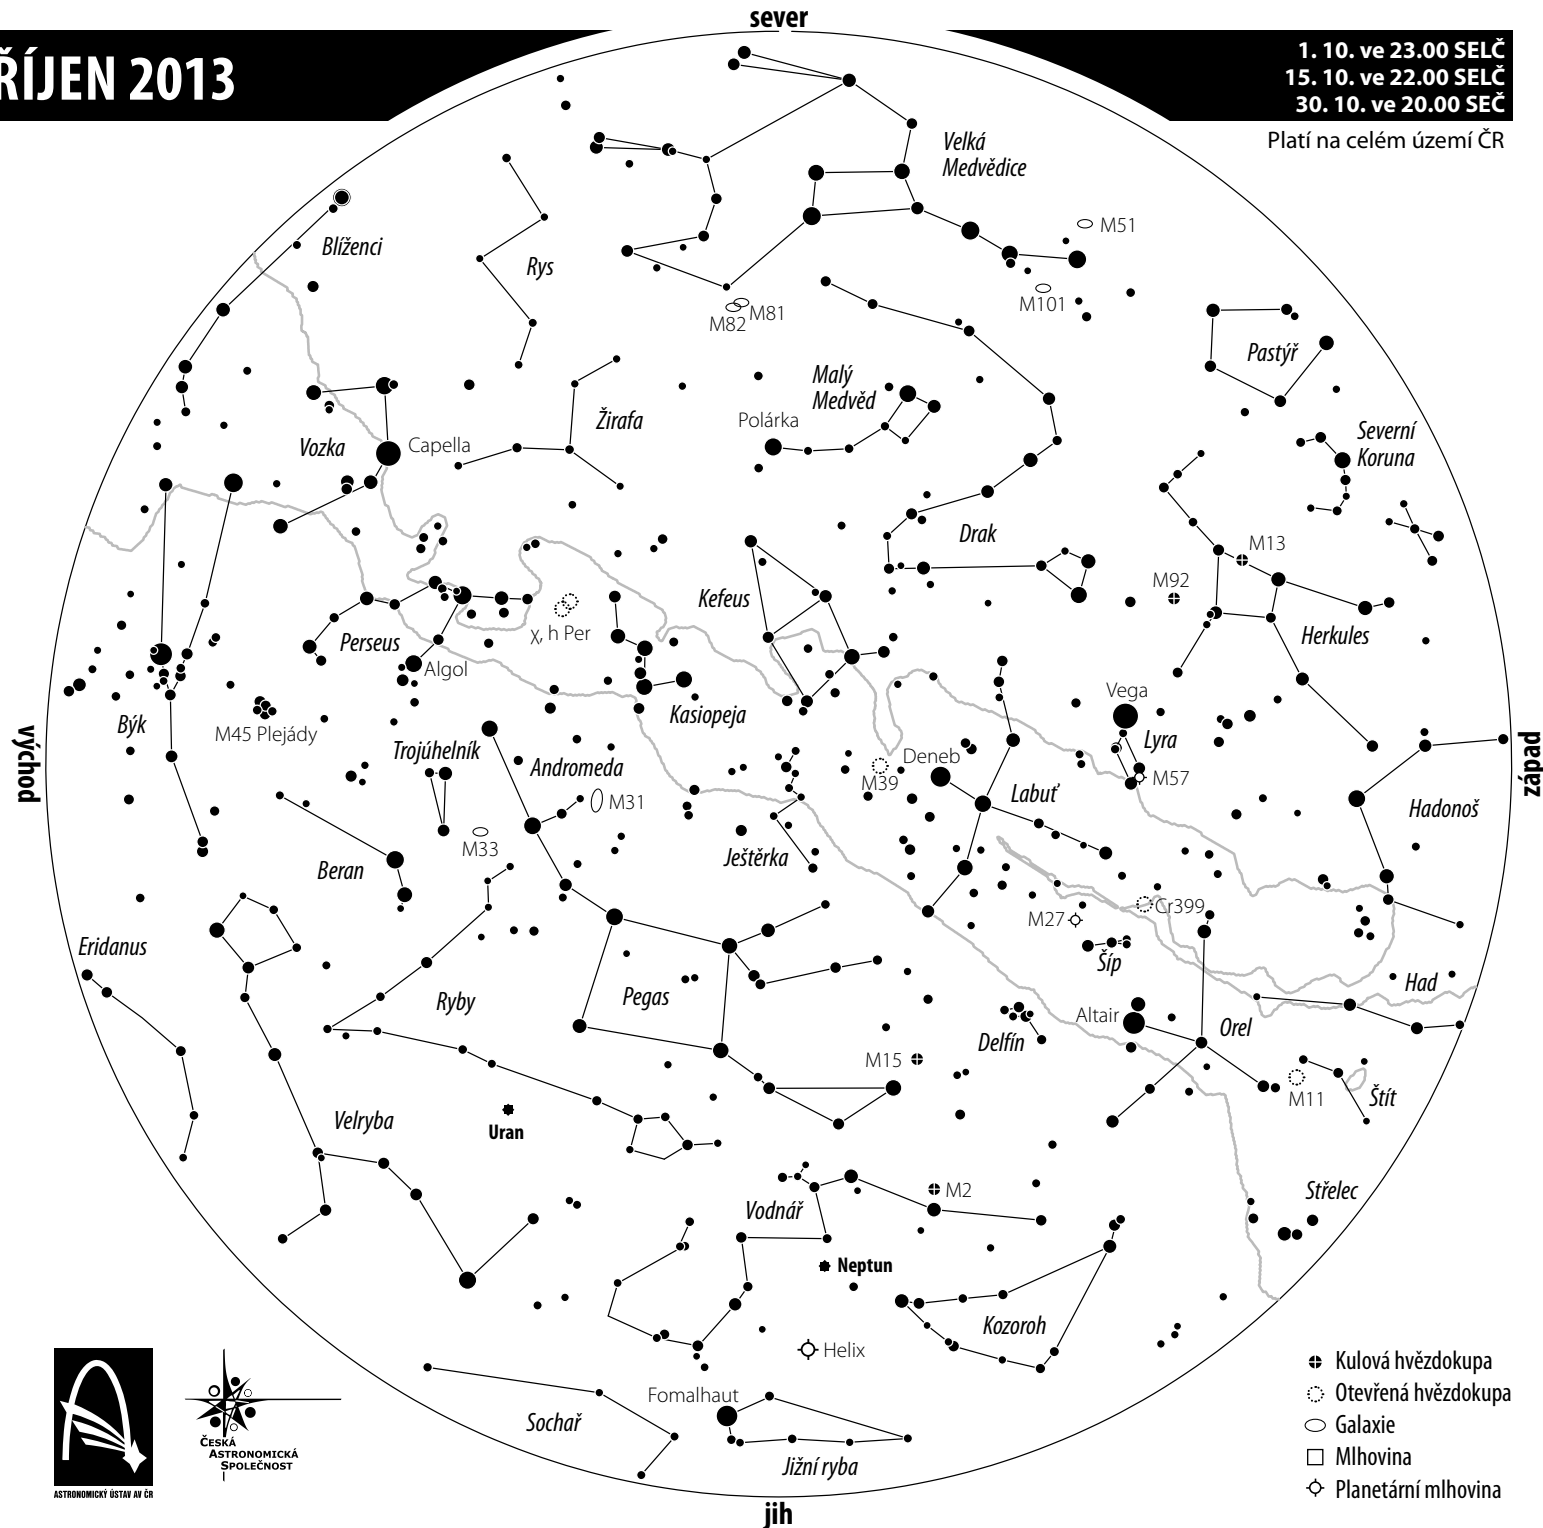 sever
ŘÍJEN 2013
1. 10. ve 23.00 SELČ
15. 10. ve 22.00 SELČ
30. 10. ve 20.00 SEČ
Platí na celém území ČR
Velká
Medvědice
M51
Blíženci
Rys
M101
M81
M82
Pastýř
Malý
Medvěd
Žirafa
Polárka
Severní
Koruna
Vozka
Capella
Drak
M13
M92
Kefeus
χ, h Per
Perseus
Herkules
Algol
Vega
Kasiopeja
Býk
M45 Plejády
Lyra
východ
západ
Trojúhelník
Andromeda
Deneb
M39
M57
Labuť
M31
Hadonoš
M33
Ještěrka
Beran
Cr399
M27
Eridanus
Šíp
Had
Ryby
Pegas
Altair
Orel
Delfín
M15
M11
Štít
Velryba
Uran
M2
Střelec
Vodnář
Neptun
Kozoroh
Helix
Fomalhaut
Sochař
Jižní ryba
jih
Kulová hvězdokupa
Otevřená hvězdokupa
Galaxie
Mlhovina
Planetární mlhovina
ČESKÁ
ASTRONOMICKÁ
SPOLEČNOST
ASTRONOMICKÝ ÚSTAV AV ČR